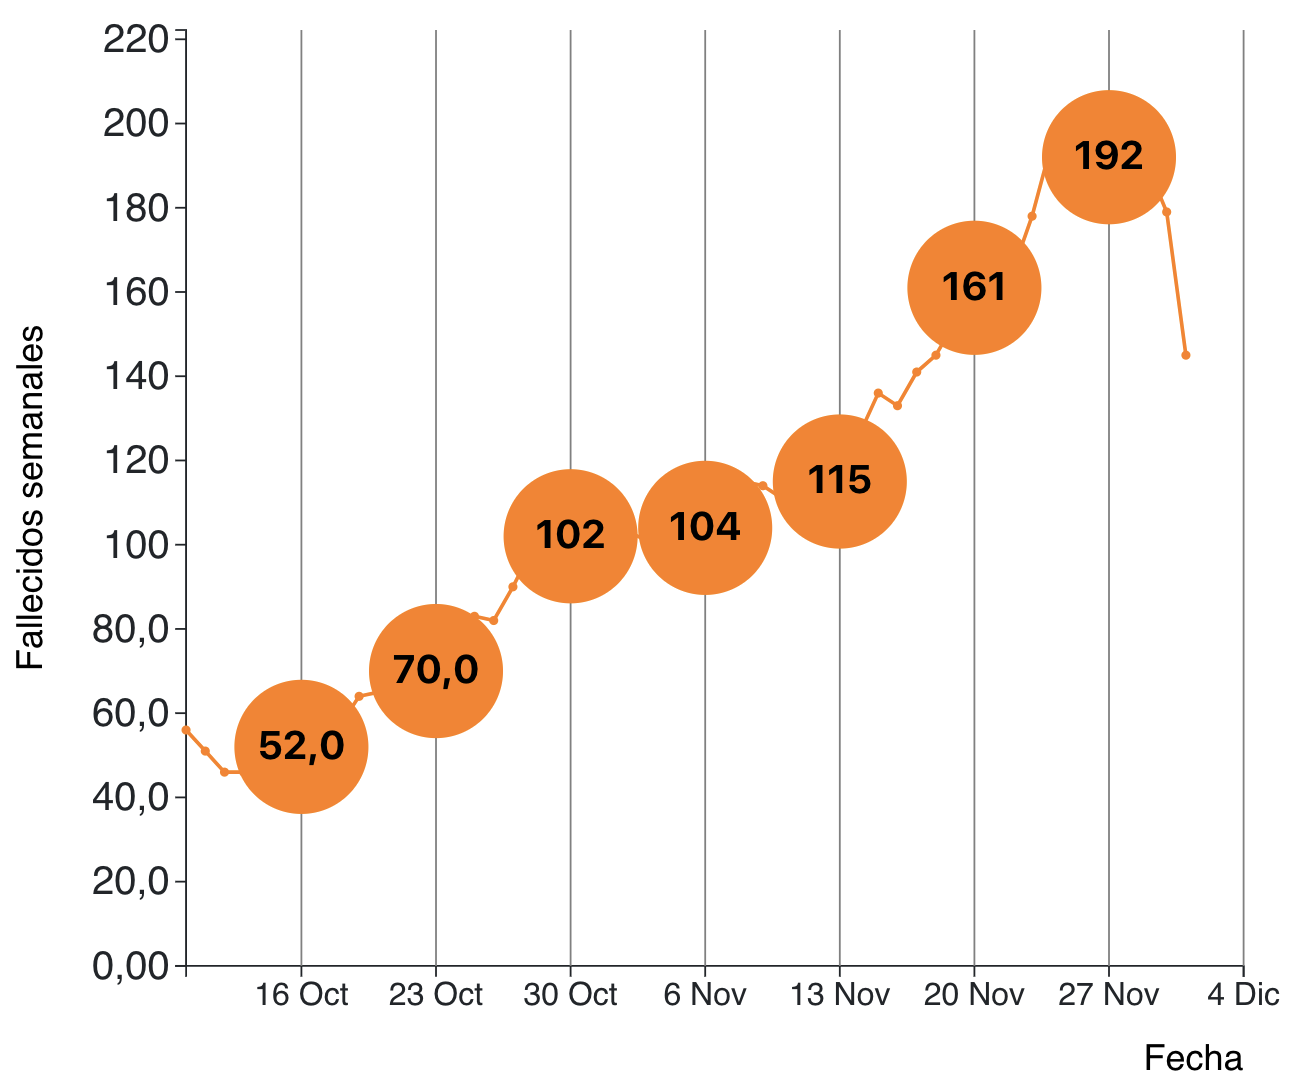 220
200
180
160
140
120
100
80,0
60,0
40,0
20,0
0,00
Fallecidos semanales
52,0
70,0
102
104
115
161
192
16 Oct
23 Oct
30 Oct
6 Nov
13 Nov
20 Nov
27 Nov
4 Dic
Fecha